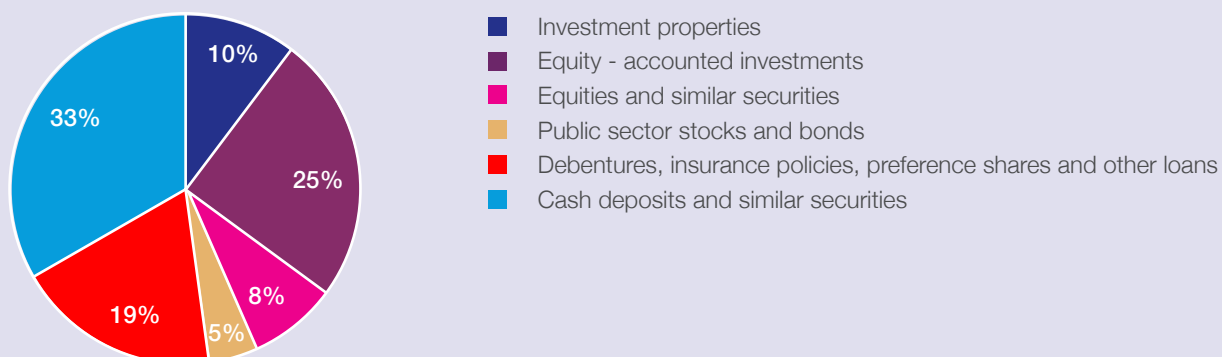 10%
33%
25%
8%
5%
19%
Investment properties
Equity - accounted investments
Equities and similar securities
Public sector stocks and bonds
Debentures, insurance policies, preference shares and other loans
Cash deposits and similar securities